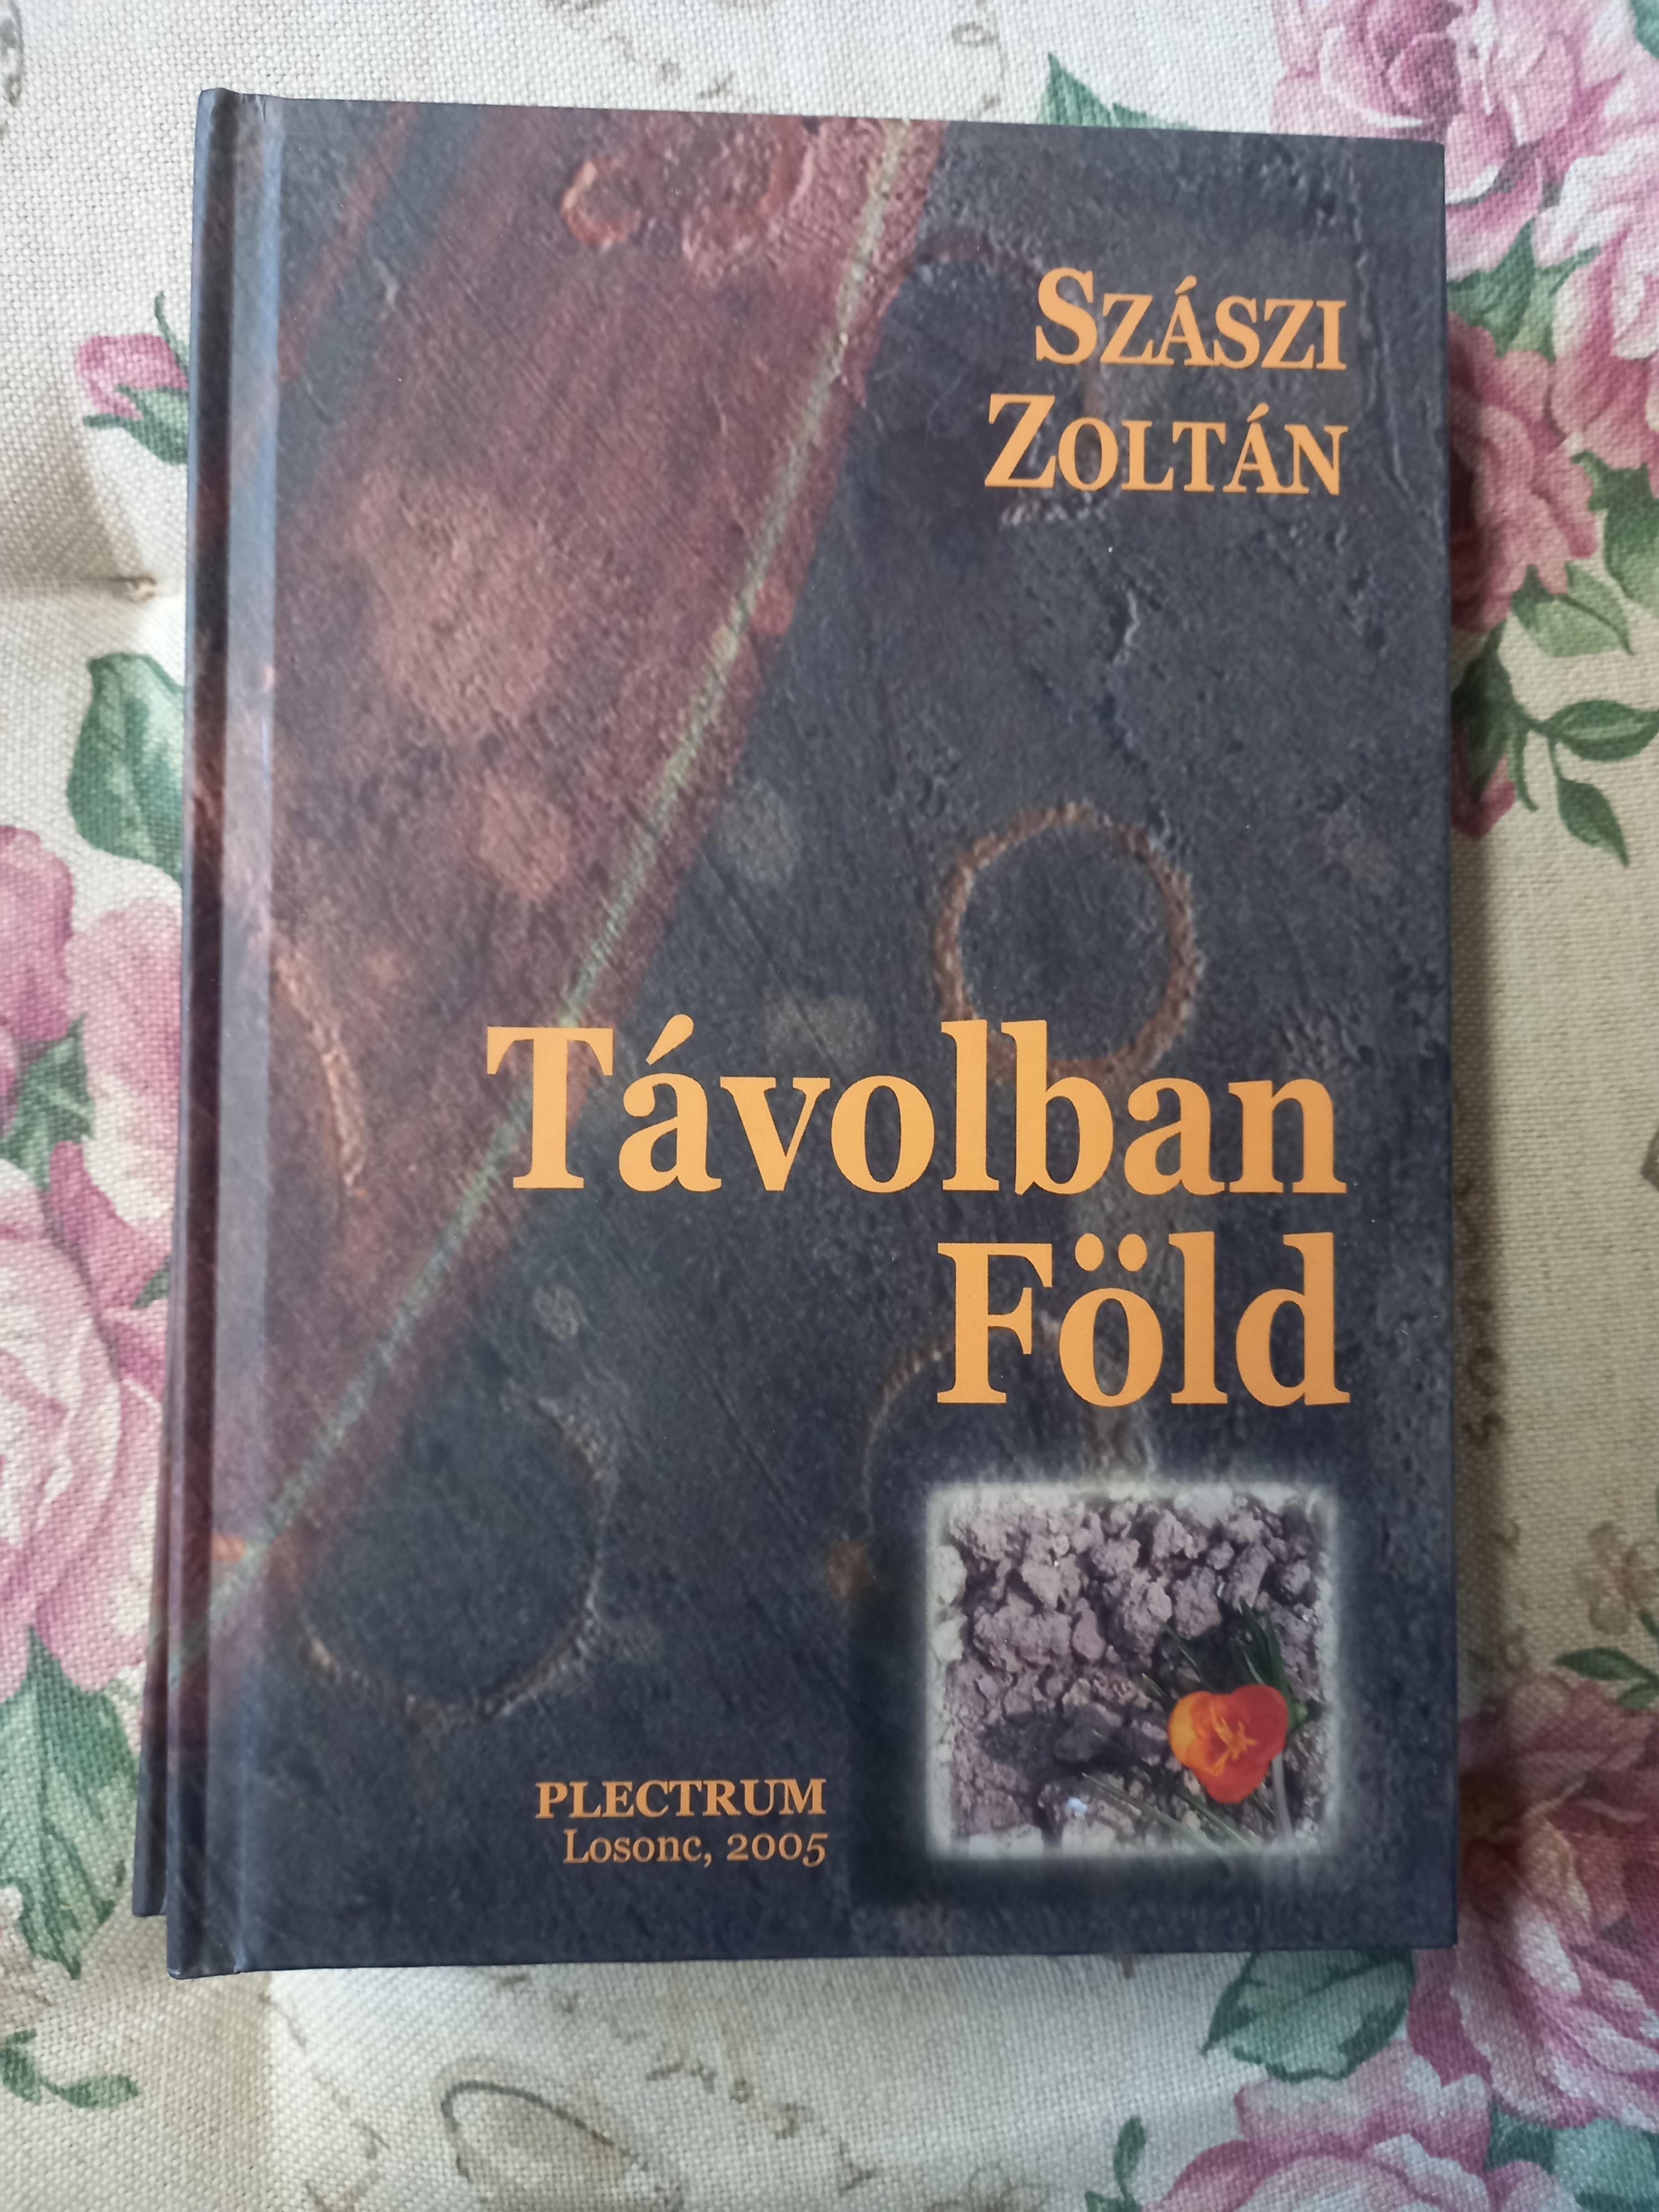 SZÁSZI
ZOLTÁN
Távolban
Föld
PLECTRUM
Losonc, 2005